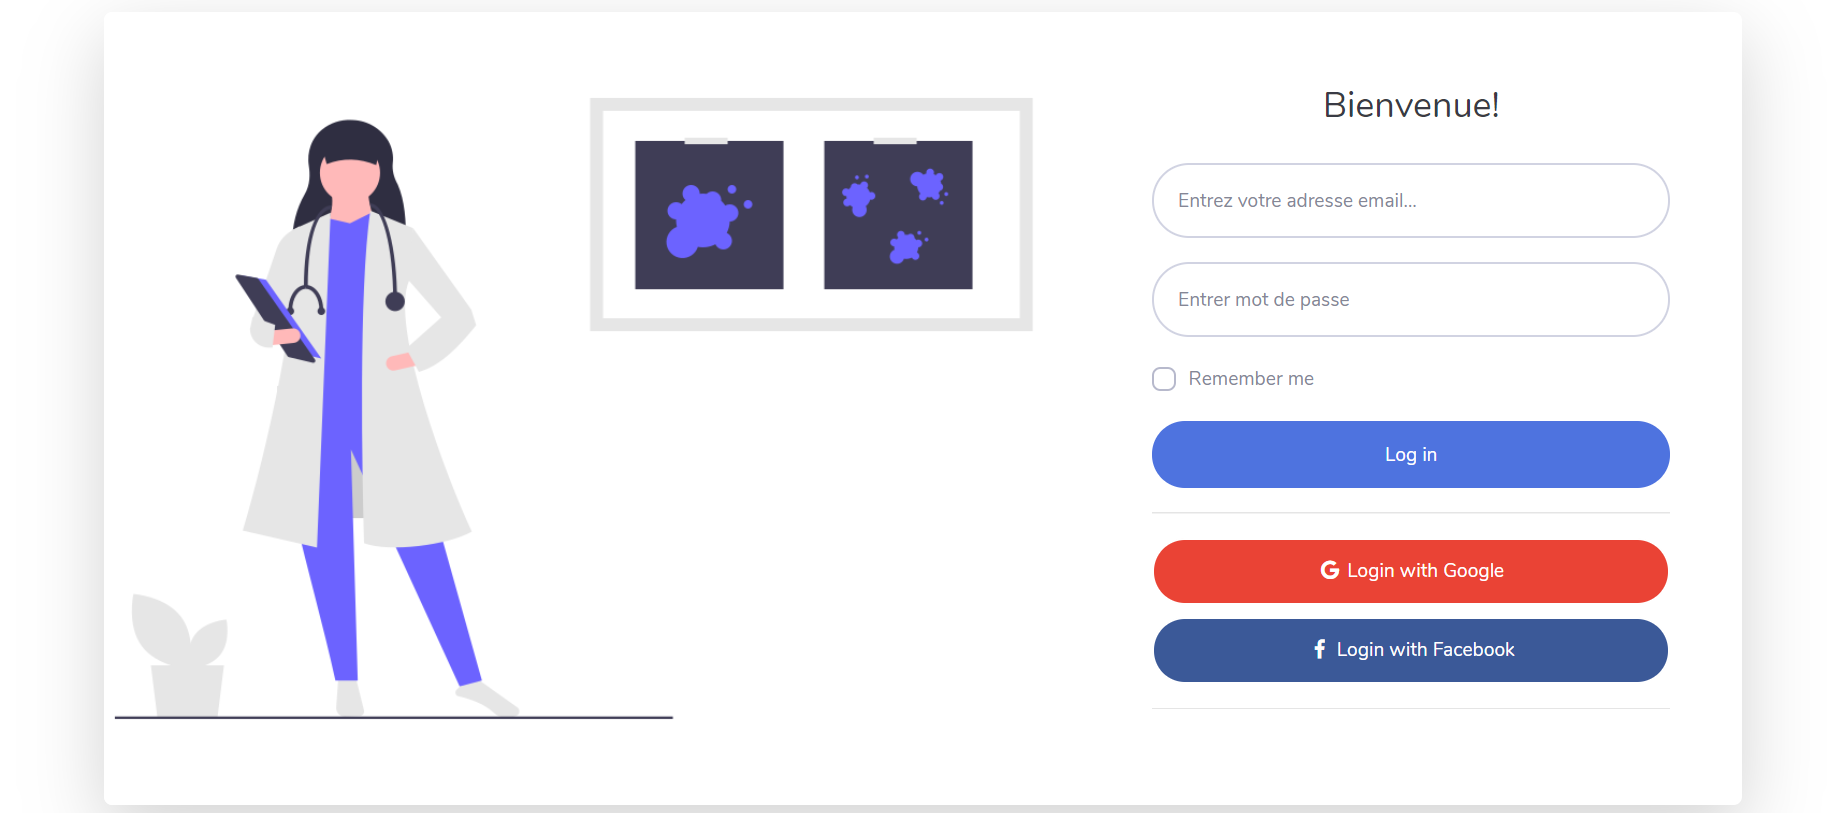 Bienvenue!
Entrez votre adresse email...
Entrer mot de passe
Remember me
Log in
Login with Google
Login with Facebook